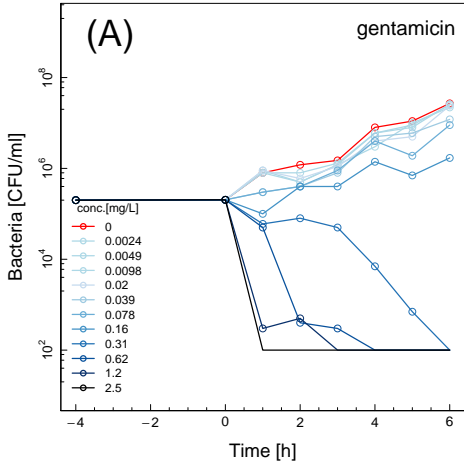 (A)
gentamicin
Bacteria [CFU/ml]
10^8
10^6
10^4
10^2
conc.[mg/L]
0
0.0024
0.0049
0.0098
0.02
0.039
0.078
0.16
0.31
0.62
1.2
2.5
−4 −2 0 2 4 6
Time [h]